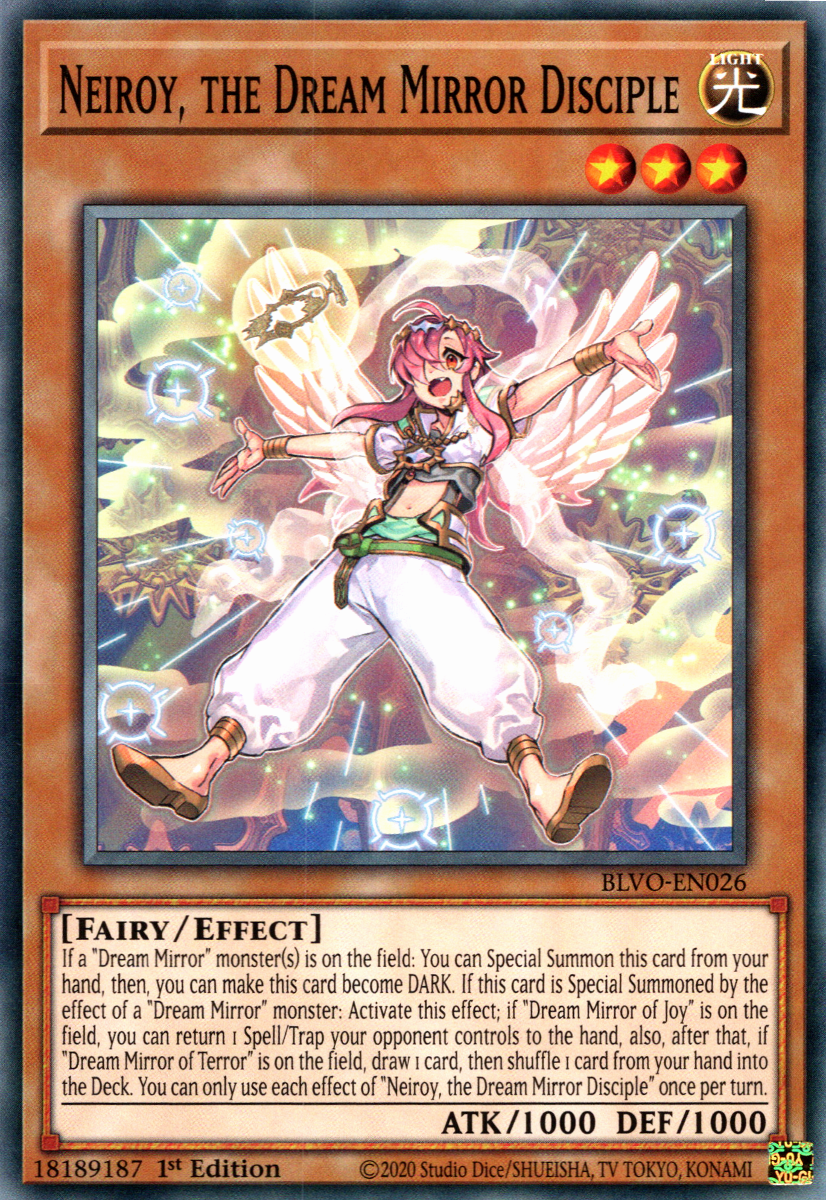 Neiroy, the Dream Mirror Disciple
LIGHT
光
BLVO-EN026
[Fairy/Effect]
If a "Dream Mirror" monster(s) is on the field: You can Special Summon this card from your
hand, then, you can make this card become DARK. If this card is Special Summoned by the
effect of a "Dream Mirror" monster: Activate this effect; if "Dream Mirror of Joy" is on the
field, you can return 1 Spell/Trap your opponent controls to the hand, also, after that, if
"Dream Mirror of Terror" is on the field, draw 1 card, then shuffle 1 card from your hand into
the Deck. You can only use each effect of "Neiroy, the Dream Mirror Disciple" once per turn.
ATK/1000 DEF/1000
18189187 1st Edition
©2020 Studio Dice/SHUEISHA, TV TOKYO, KONAMI